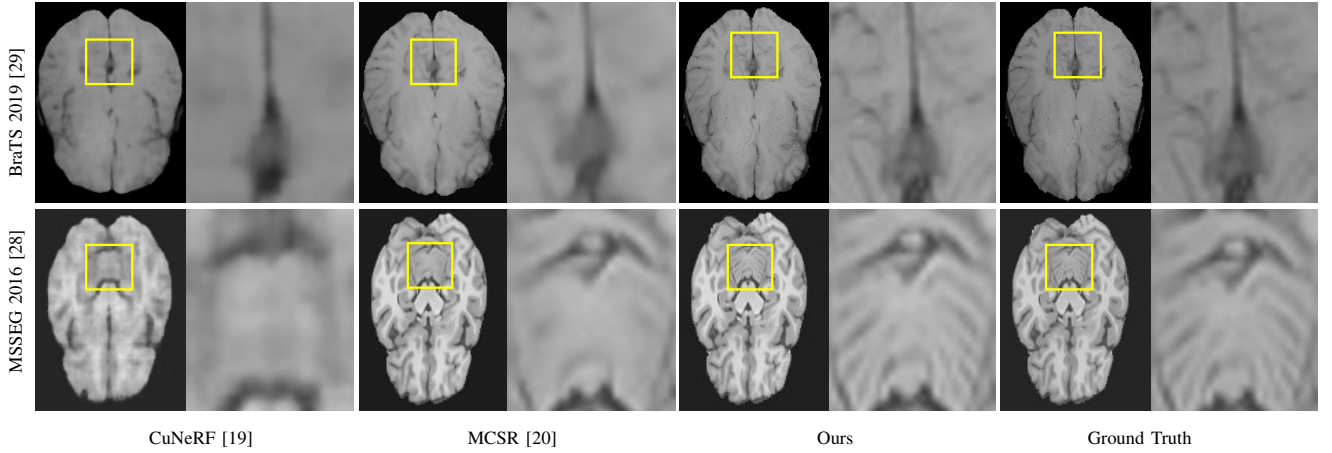 BraTS 2019 [29]
MSSEG 2016 [28]
CuNeRF [19]
MCSR [20]
Ours
Ground Truth